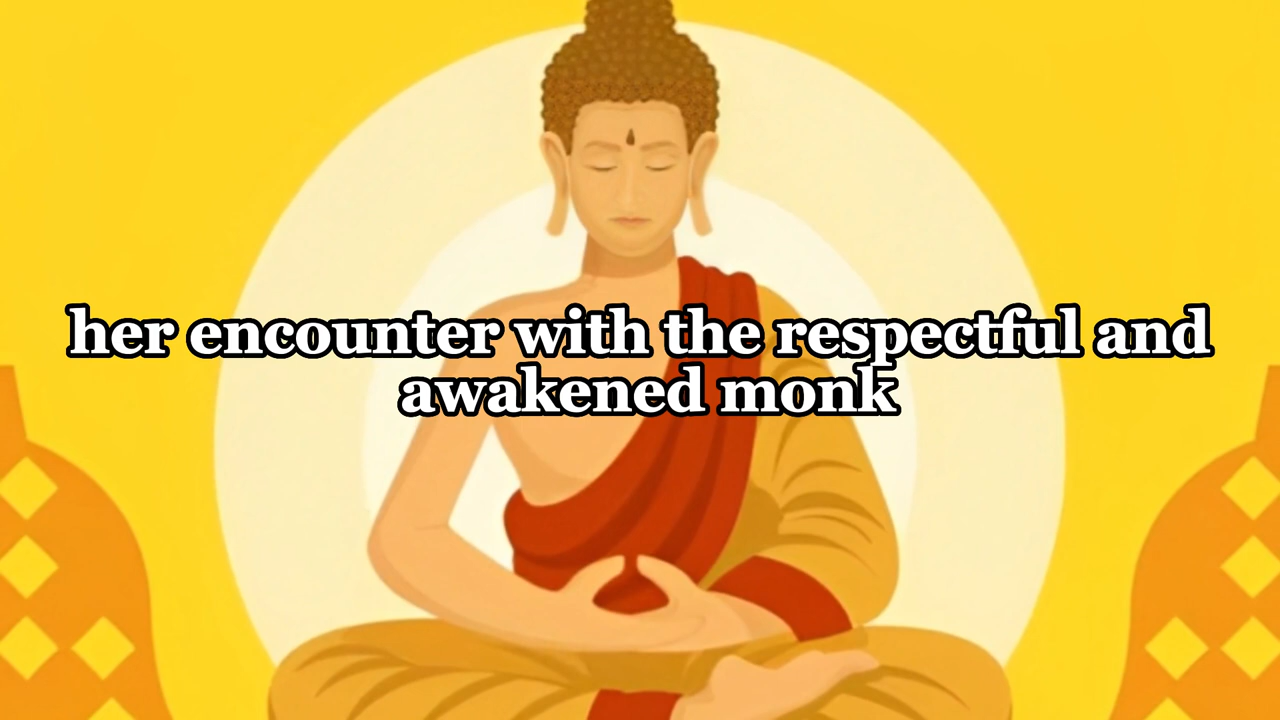 her encounter with the respectful and
awakened monk